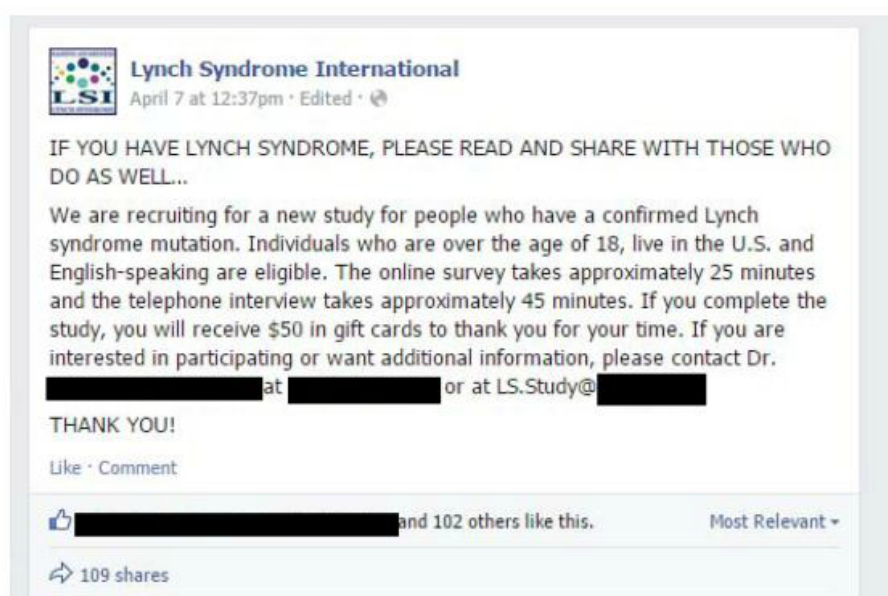 LSI
Lynch Syndrome International
April 7 at 12:37pm · Edited ·
IF YOU HAVE LYNCH SYNDROME, PLEASE READ AND SHARE WITH THOSE WHO
DO AS WELL...
We are recruiting for a new study for people who have a confirmed Lynch
syndrome mutation. Individuals who are over the age of 18, live in the U.S. and
English-speaking are eligible. The online survey takes approximately 25 minutes
and the telephone interview takes approximately 45 minutes. If you complete the
study, you will receive $50 in gift cards to thank you for your time. If you are
interested in participating or want additional information, please contact Dr.
at or at LS.Study@
THANK YOU!
Like · Comment
and 102 others like this. Most Relevant
109 shares